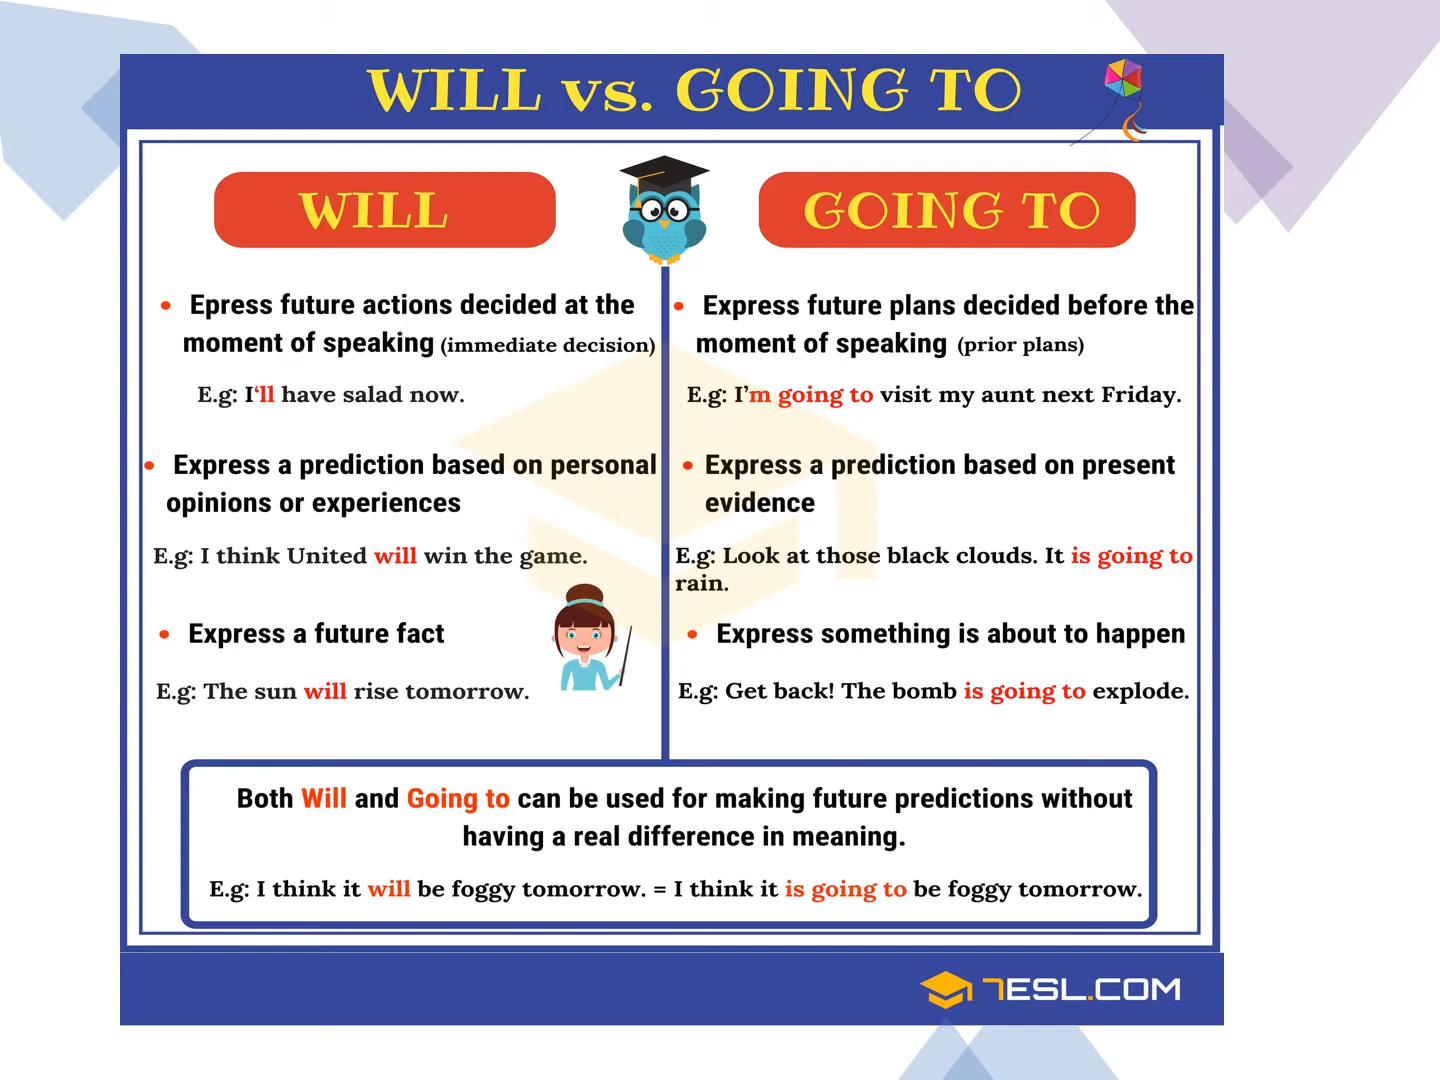 WILL vs. GOING TO
WILL
GOING TO
• Epress future actions decided at the
moment of speaking (immediate decision)
E.g: I‘ll have salad now.
• Express a prediction based on personal
opinions or experiences
E.g: I think United will win the game.
• Express a future fact
E.g: The sun will rise tomorrow.
• Express future plans decided before the
moment of speaking (prior plans)
E.g: I’m going to visit my aunt next Friday.
• Express a prediction based on present
evidence
E.g: Look at those black clouds. It is going to
rain.
• Express something is about to happen
E.g: Get back! The bomb is going to explode.
Both Will and Going to can be used for making future predictions without
having a real difference in meaning.
E.g: I think it will be foggy tomorrow. = I think it is going to be foggy tomorrow.
7ESL.COM